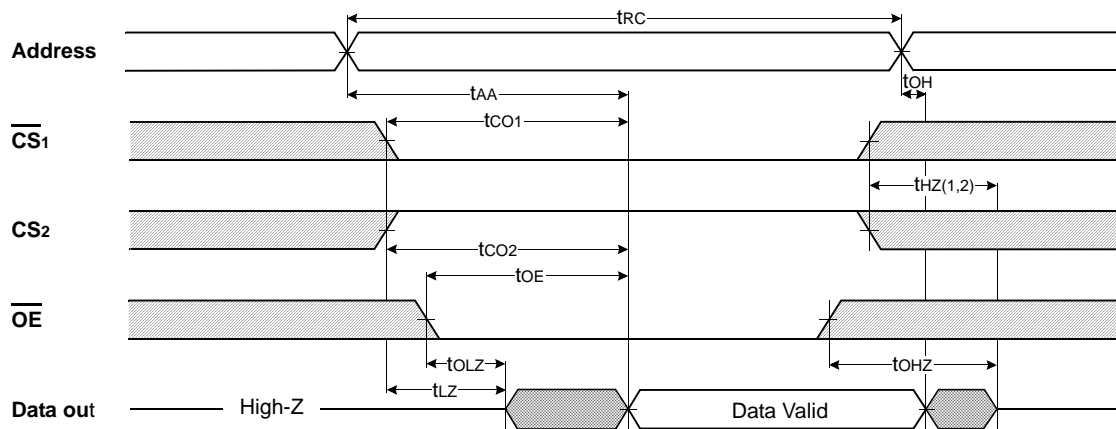 tRC
Address
tOH
tAA
tCO1
CS1
tHZ(1,2)
CS2
tCO2
tOE
OE
tOLZ
tOHZ
tLZ
Data out
High-Z
Data Valid